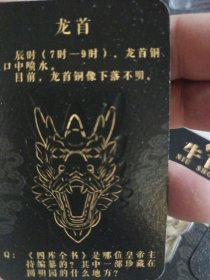 龙首
辰时(7时—9时),龙首铜
口中喷水。
目前,龙首铜像下落不明。
Q:《四库全书》是哪位皇帝主
持编纂的?其中一部珍藏在
圆明园的什么地方?